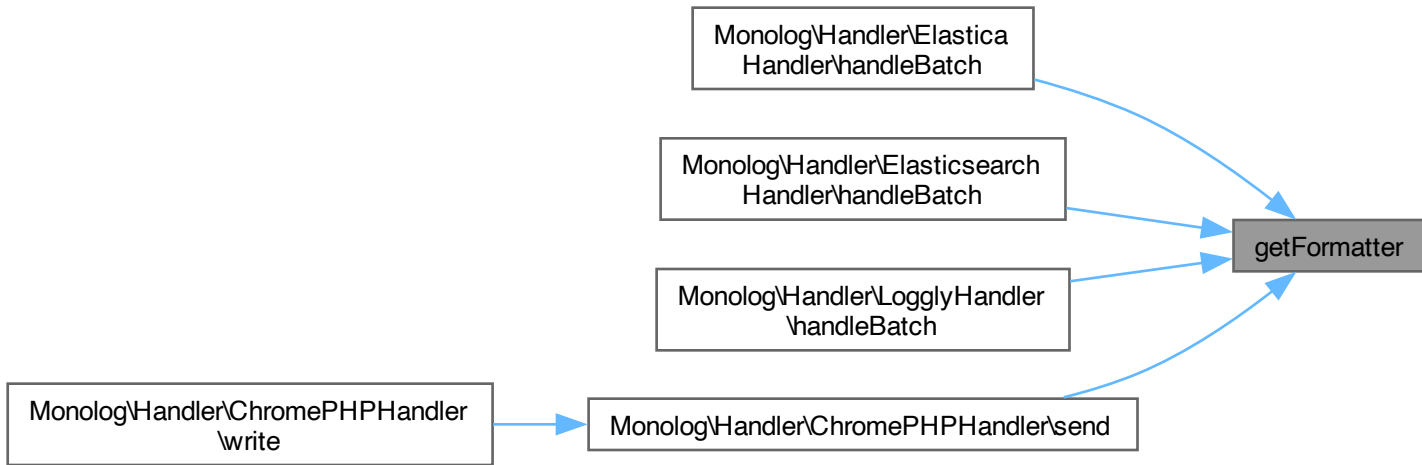 Monolog\Handler\Elastica
Handler\handleBatch
Monolog\Handler\Elasticsearch
Handler\handleBatch
getFormatter
Monolog\Handler\LogglyHandler
\handleBatch
Monolog\Handler\ChromePHPHandler
\write
Monolog\Handler\ChromePHPHandler\send